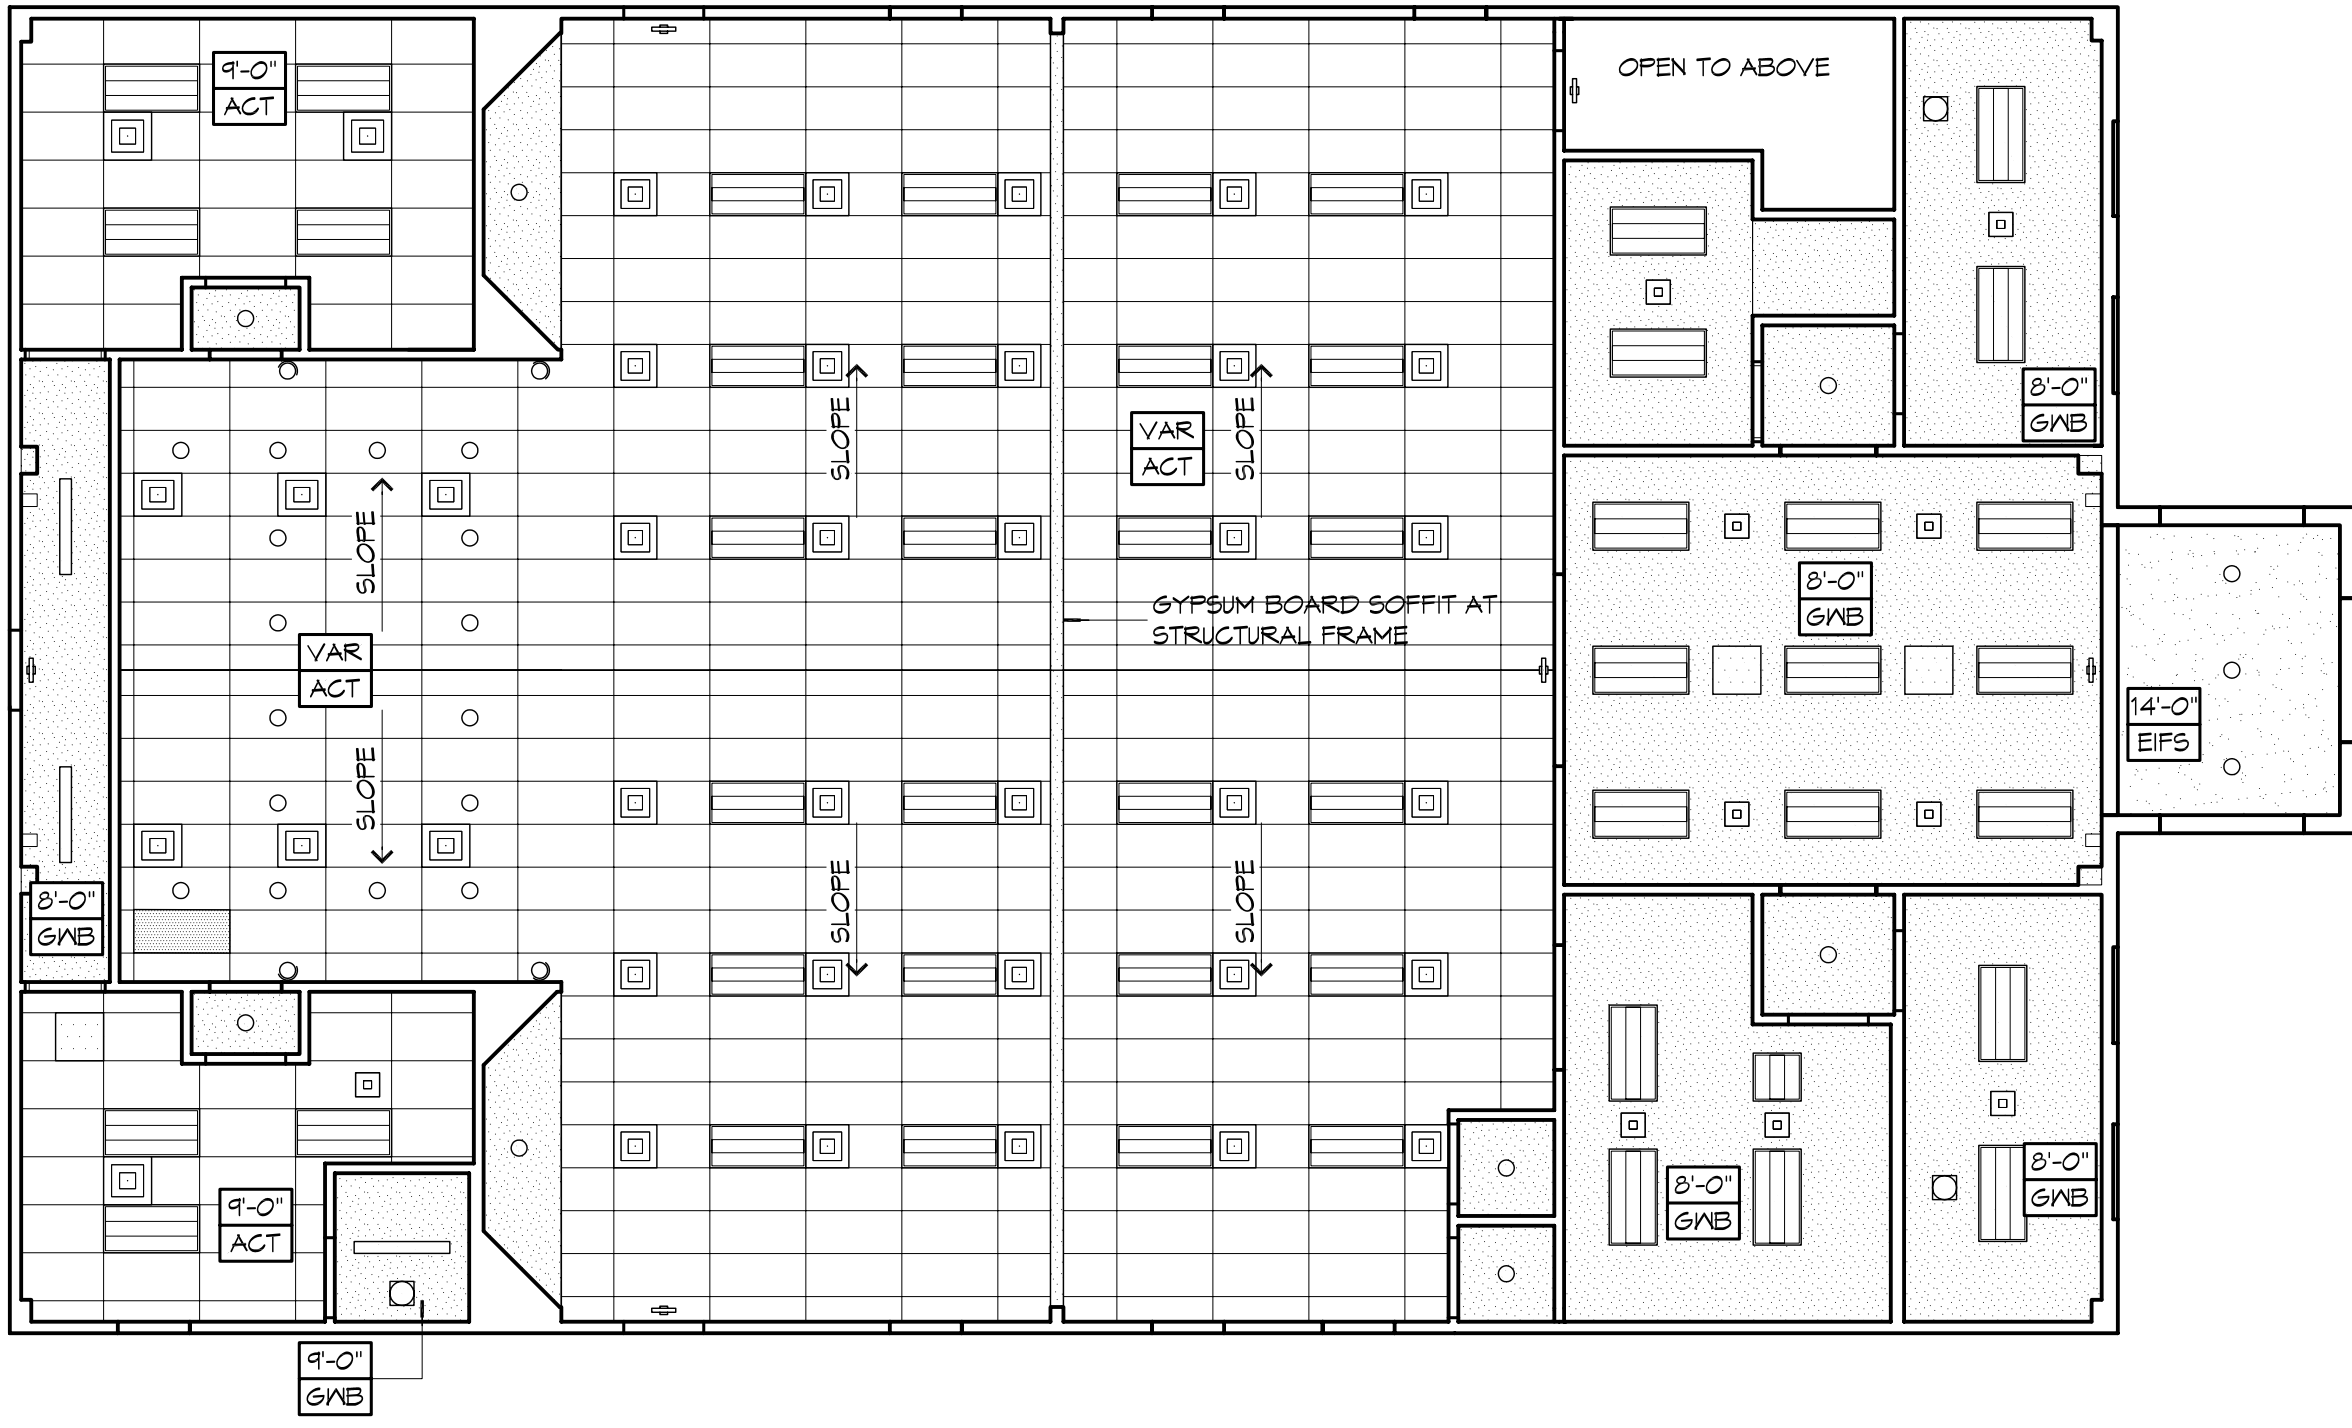 OPEN TO ABOVE
9'-0"
ACT
8'-0"
GWB
SLOPE
VAR
ACT
SLOPE
SLOPE
GYPSUM BOARD SOFFIT AT
STRUCTURAL FRAME
8'-0"
GWB
VAR
ACT
14'-0"
EIFS
SLOPE
8'-0"
GWB
SLOPE
SLOPE
8'-0"
GWB
9'-0"
ACT
8'-0"
GWB
9'-0"
GWB